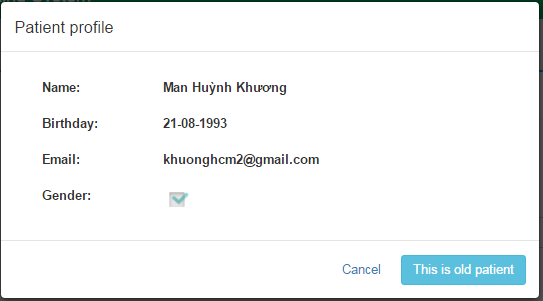 Patient profile
Name: Man Huỳnh Khương
Birthday: 21-08-1993
Email: khuonghcm2@gmail.com
Gender:
Cancel This is old patient